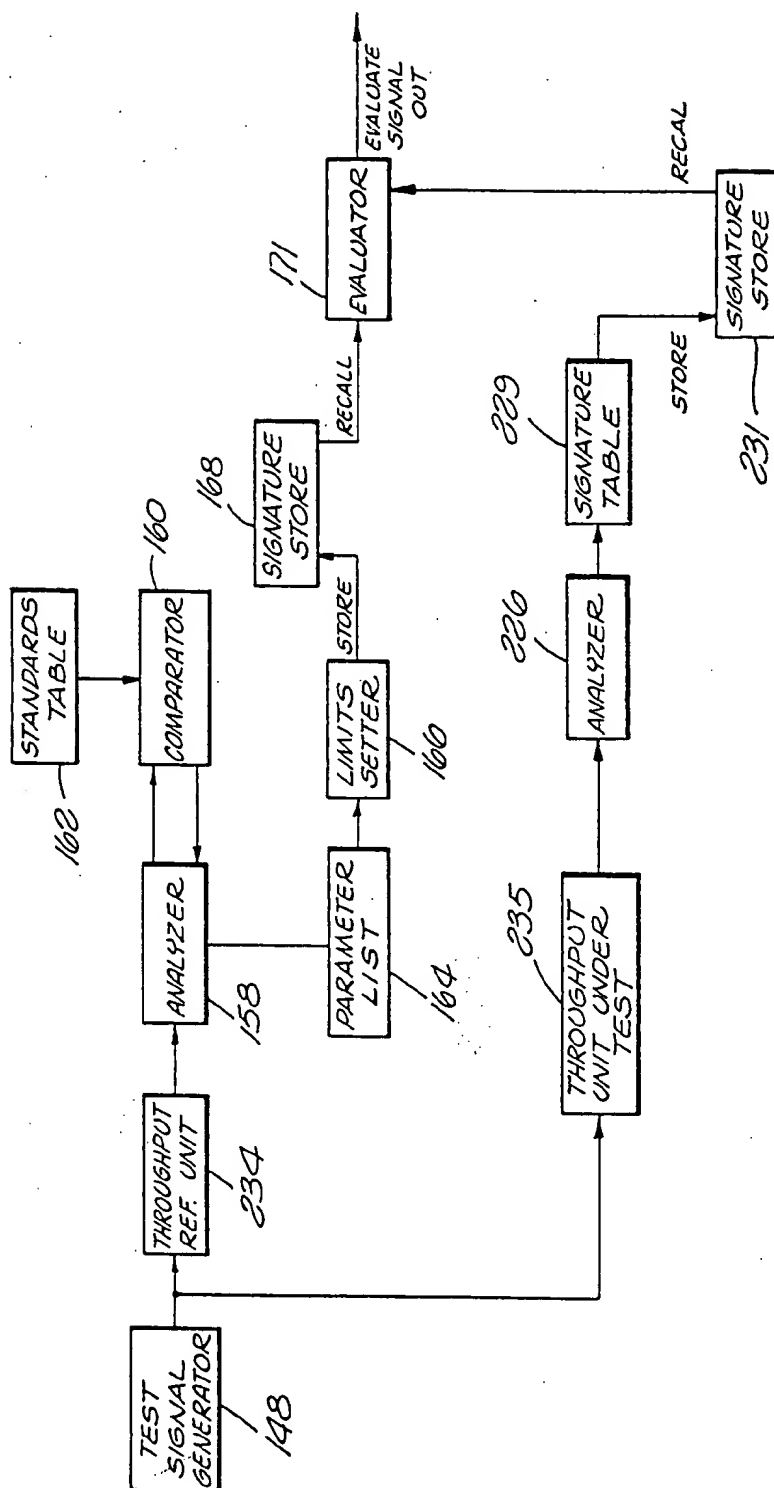 TEST
SIGNAL
GENERATOR
148
THROUGHPUT
REF. UNIT
234
ANALYZER
158
STANDARDS
TABLE
162
COMPARATOR
160
PARAMETER
LIST
164
LIMITS
SETTER
166
STORE
SIGNATURE
STORE
168
RECALL
EVALUATOR
171
EVALUATE
SIGNAL
OUT
THROUGHPUT
UNIT UNDER
TEST
235
ANALYZER
226
SIGNATURE
TABLE
229
STORE
SIGNATURE
STORE
231
RECAL